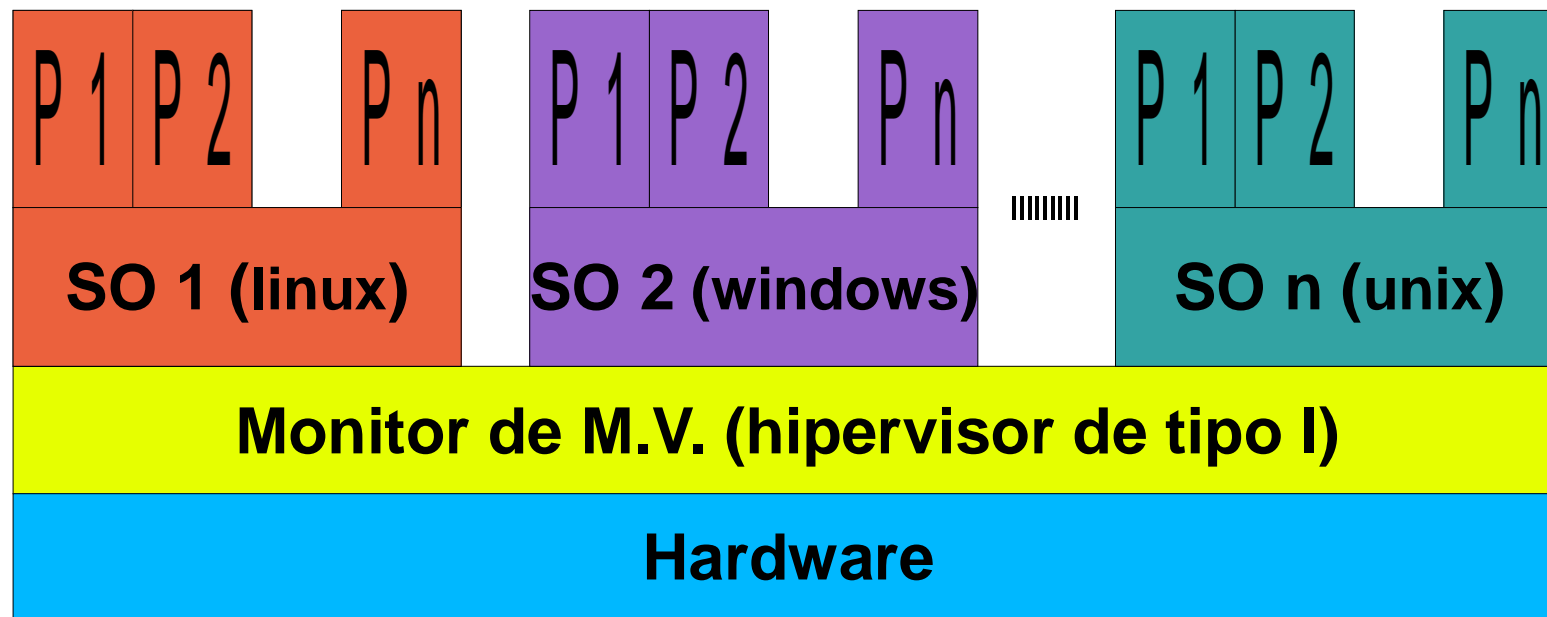 P 1 P 2 P n P 1 P 2 P n P 1 P 2 P n
SO 1 (linux) SO 2 (windows) SO n (unix)
Monitor de M.V. (hipervisor de tipo I)
Hardware